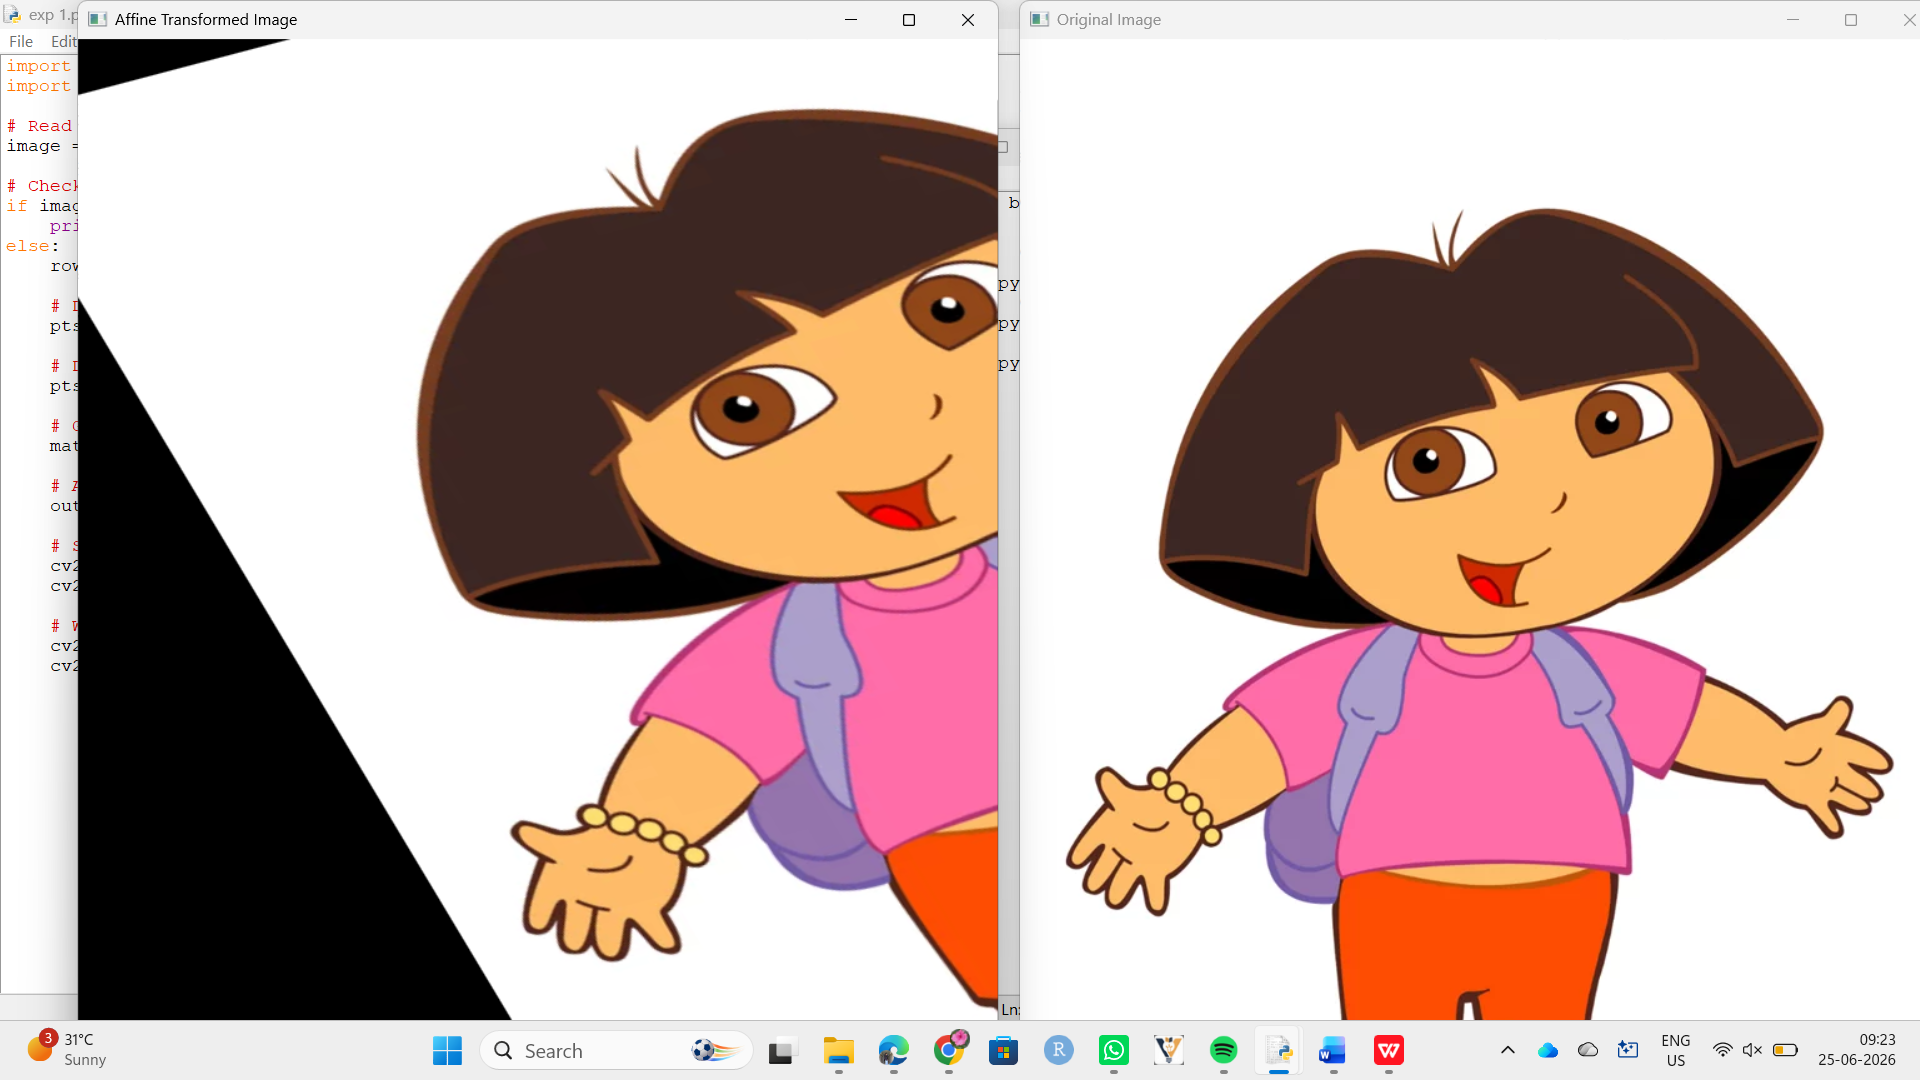 exp 1.p
File Edit
import
import
# Read
image =
# Check
if imag
pri
else:
row
# D
pts
# D
pts
#
mat
# A
out
# S
cv2
cv2
# W
cv2
cv2
Affine Transformed Image
b
py
py
py
Ln:
Original Image
3
31°C
Sunny
Search
R
W
W
ENG
US
09:23
25-06-2026